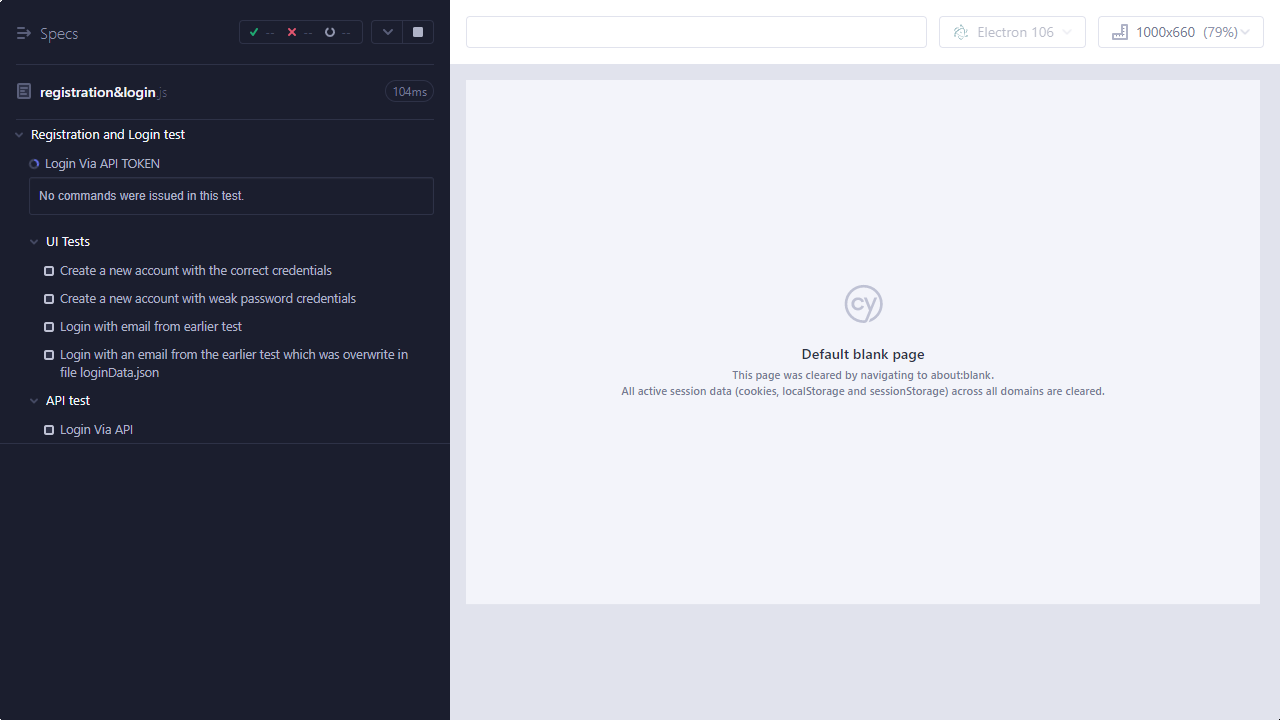 Specs
-- -- --
Electron 106
1000x660 (79%)
registration&login.js
104ms
Registration and Login test
Login Via API TOKEN
No commands were issued in this test.
UI Tests
Create a new account with the correct credentials
Create a new account with weak password credentials
Login with email from earlier test
Login with an email from the earlier test which was overwrite in
file loginData.json
API test
Login Via API
cy
Default blank page
This page was cleared by navigating to about:blank.
All active session data (cookies, localStorage and sessionStorage) across all domains are cleared.